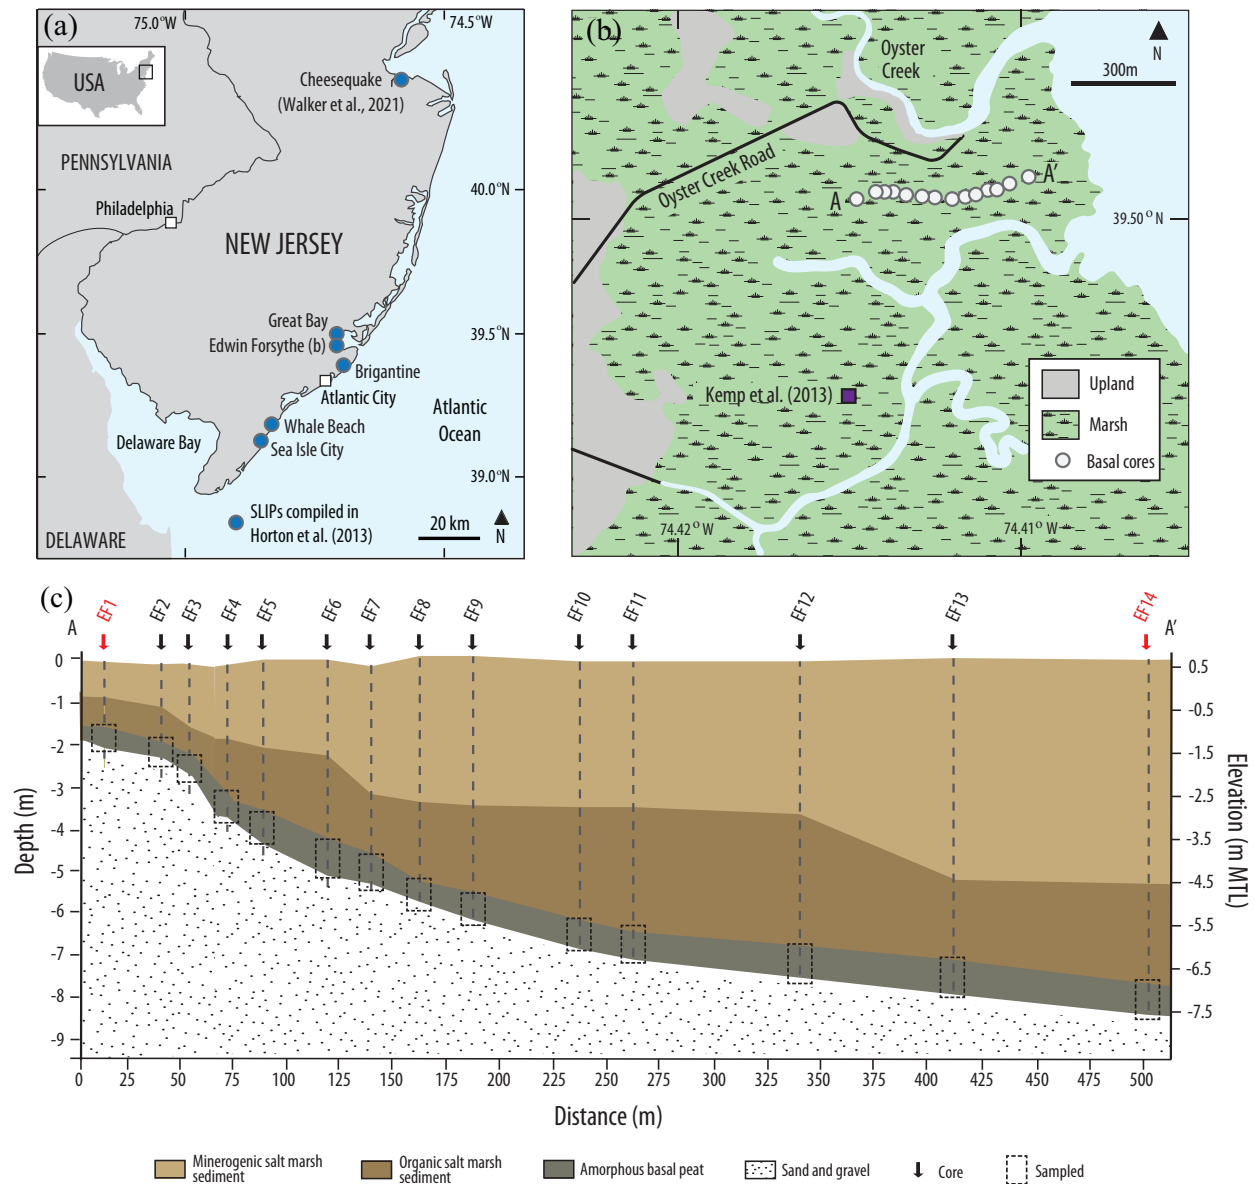 (a)
75.0°W
74.5°W
USA
Cheesequake
(Walker et al., 2021)
PENNSYLVANIA
Philadelphia
40.0°N
NEW JERSEY
Great Bay
39.5°N
Edwin Forsythe (b)
Brigantine
Atlantic City
Atlantic
Ocean
Whale Beach
Delaware Bay
Sea Isle City
39.0°N
SLIPs compiled in
Horton et al. (2013)
20 km
N
DELAWARE
(b)
Oyster
Creek
N
300m
Oyster Creek Road
A
A'
39.50° N
Kemp et al. (2013)
Upland
Marsh
Basal cores
74.42° W
74.41° W
(c)
A
EF1
EF2
EF3
EF4
EF5
EF6
EF7
EF8
EF9
EF10
EF11
EF12
EF13
EF14
A'
0
-1
-2
-3
-4
-5
-6
-7
-8
-9
Depth (m)
0.5
-0.5
-1.5
-2.5
-3.5
-4.5
-5.5
-6.5
-7.5
Elevation (m MTL)
0 25 50 75 100 125 150 175 200 225 250 275 300 325 350 375 400 425 450 475 500
Distance (m)
Minerogenic salt marsh
sediment
Organic salt marsh
sediment
Amorphous basal peat
Sand and gravel
Core
Sampled